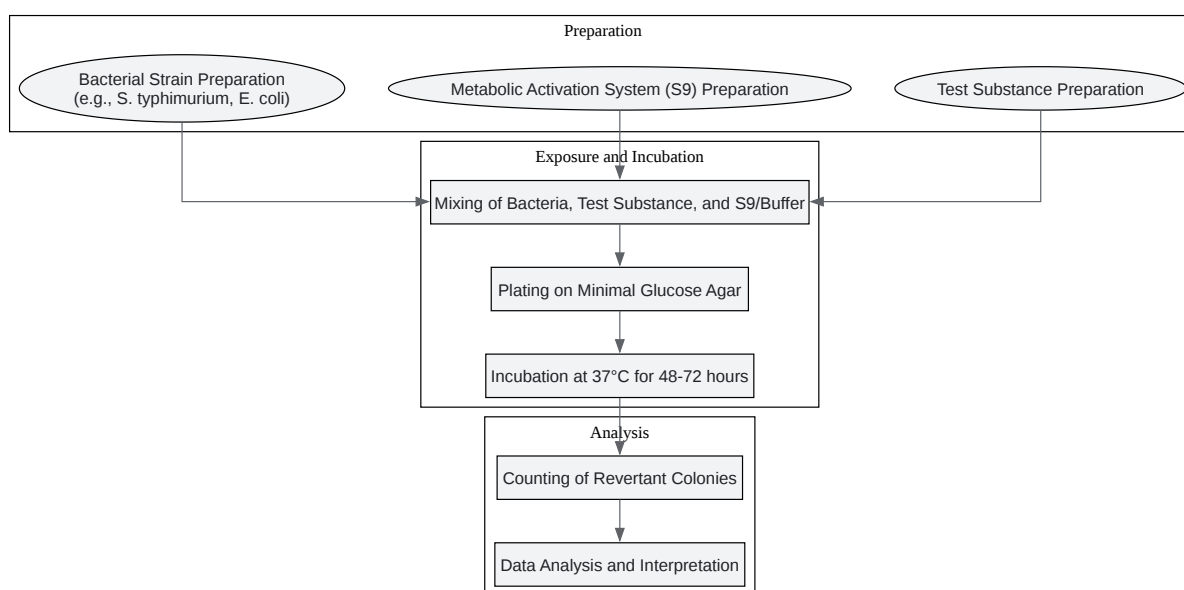 Preparation
Bacterial Strain Preparation
(e.g., S. typhimurium, E. coli)
Metabolic Activation System (S9) Preparation
Test Substance Preparation
Exposure and Incubation
Mixing of Bacteria, Test Substance, and S9/Buffer
Plating on Minimal Glucose Agar
Incubation at 37°C for 48-72 hours
Analysis
Counting of Revertant Colonies
Data Analysis and Interpretation